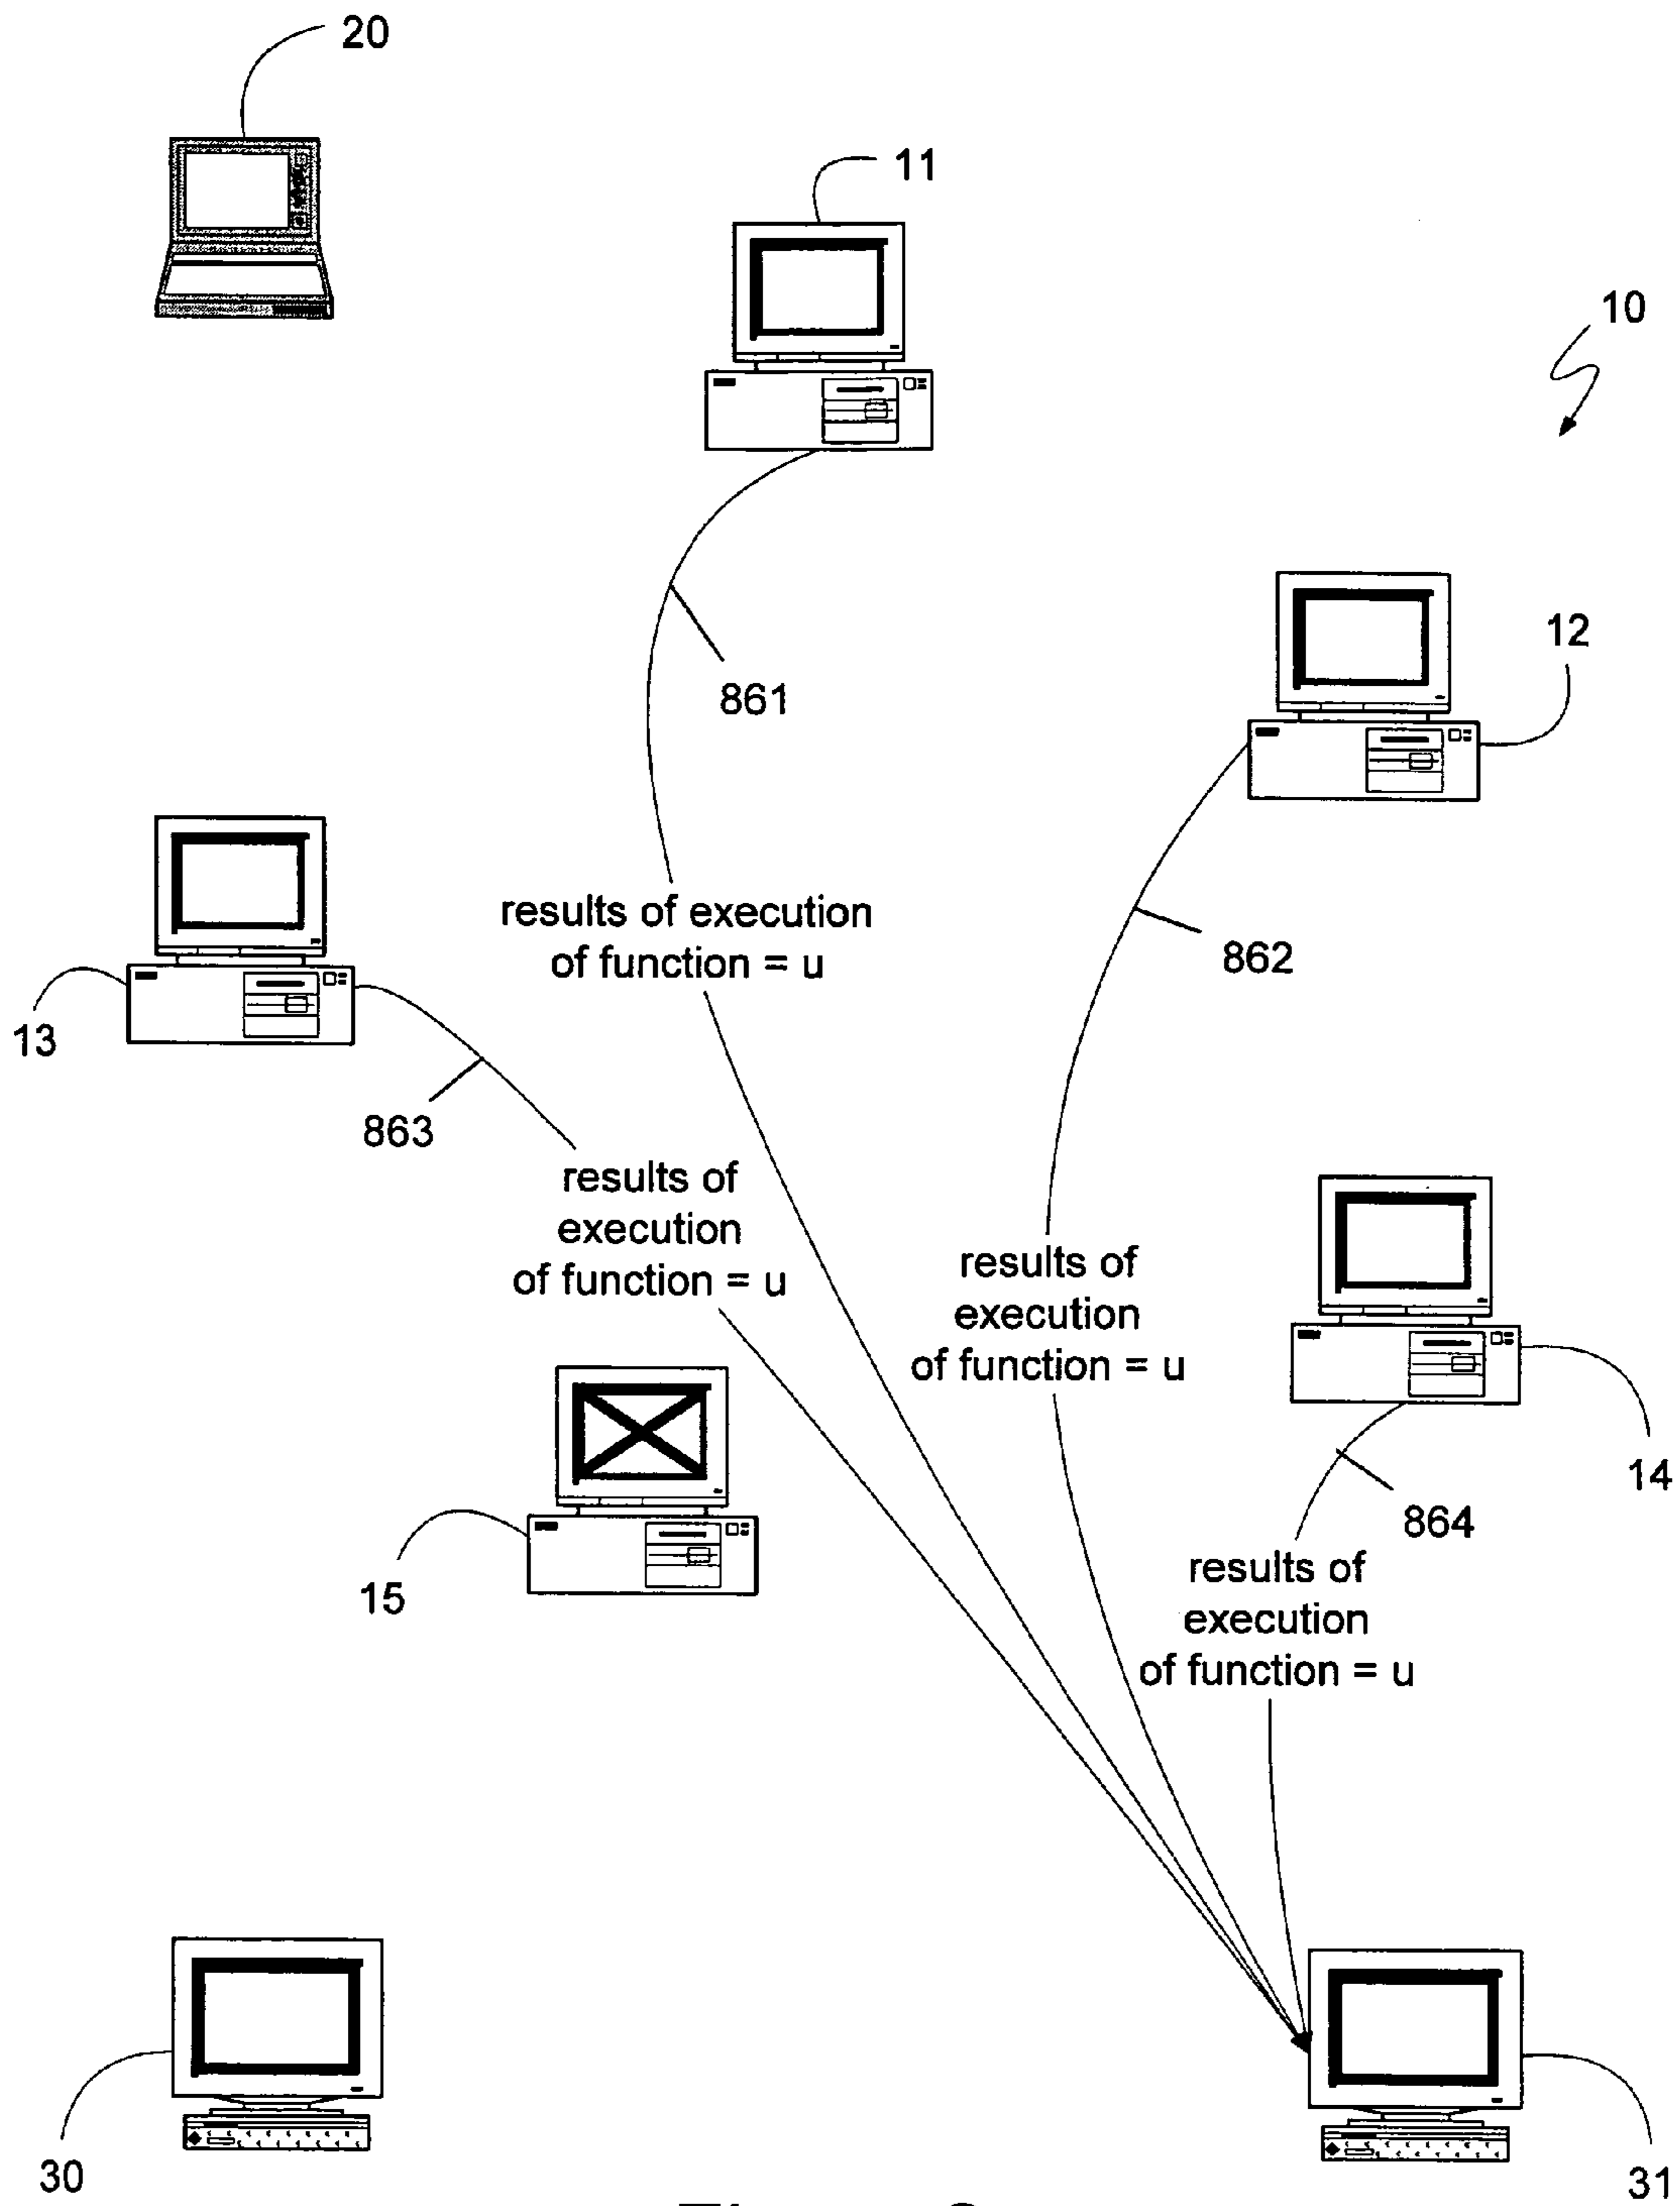 20
11
10
12
861
results of execution
of function = u
862
13
863
results of
execution
of function = u
results of
execution
of function = u
14
864
15
results of
execution
of function = u
30
31